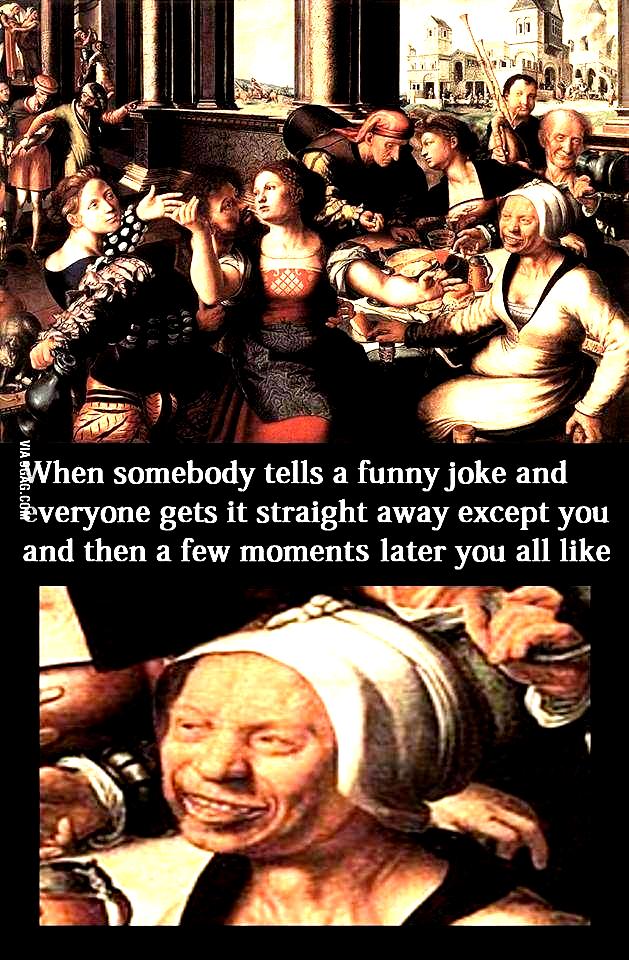 When somebody tells a funny joke and
everyone gets it straight away except you
and then a few moments later you all like
VIA 9GAG.COM